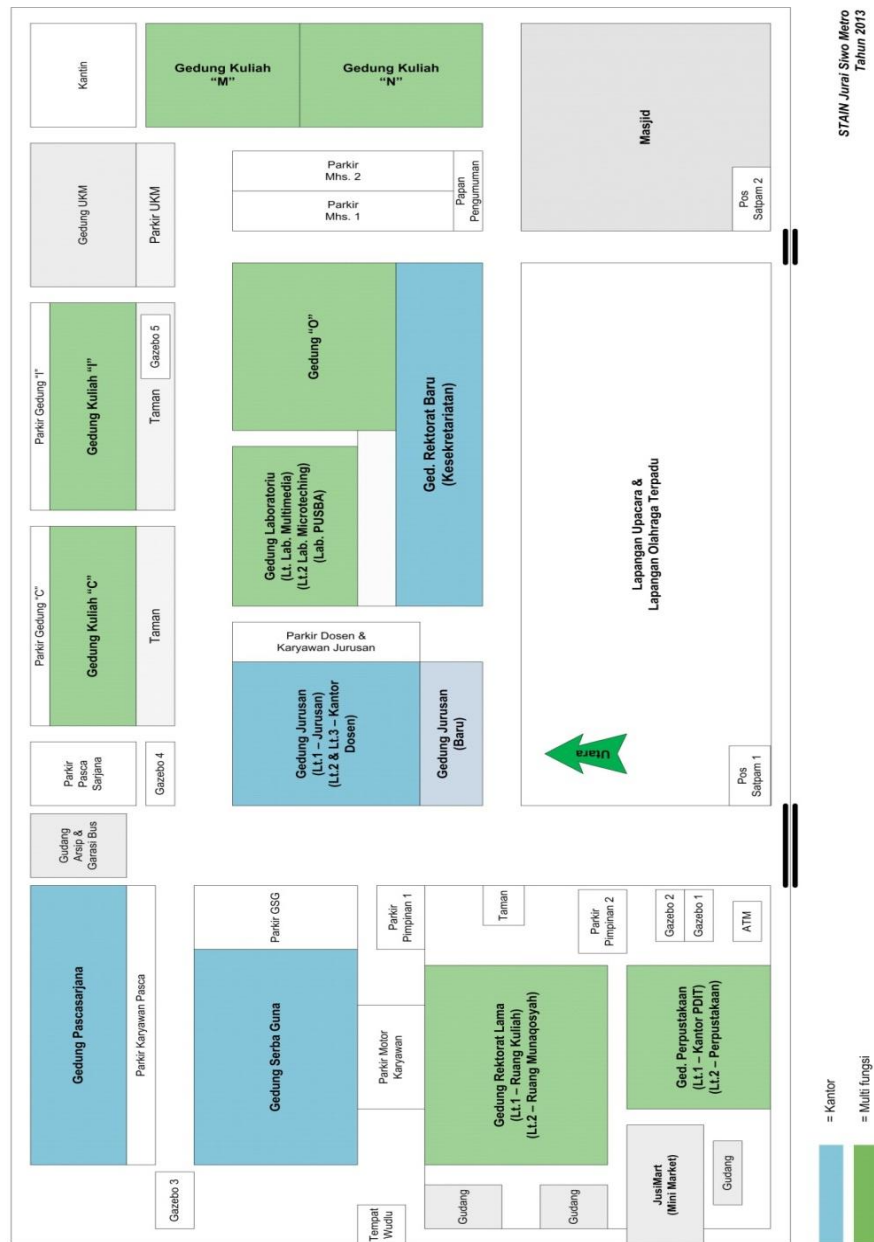 Kantin
Gedung Kuliah
“M”
Gedung Kuliah
“N”
Gedung UKM
Parkir UKM
Parkir
Mhs. 2
Parkir
Mhs. 1
Papan
Pengumuman
Masjid
Pos
Satpam 2
STAIN Jurai Siwo Metro
Tahun 2013
Parkir Gedung “I”
Gedung Kuliah “I”
Taman
Gazebo 5
Gedung “O”
Ged. Rektorat Baru
(Kesekretariatan)
Gedung Laboratoriu
(Lt. Lab. Multimedia)
(Lt.2 Lab. Microteching)
(Lab. PUSBA)
Lapangan Upacara &
Lapangan Olahraga Terpadu
Parkir Gedung “C”
Gedung Kuliah “C”
Taman
Parkir Dosen &
Karyawan Jurusan
Gedung Jurusan
(Lt.1 – Jurusan)
(Lt.2 & Lt.3 – Kantor
Dosen)
Gedung Jurusan
(Baru)
Utara
Pos
Satpam 1
Parkir
Pasca
Sarjana
Gazebo 4
Gudang
Arsip &
Garasi Bus
Gedung Pascasarjana
Parkir Karyawan Pasca
Parkir GSG
Gedung Serba Guna
Parkir
Pimpinan 1
Parkir Motor
Karyawan
Taman
Parkir
Pimpinan 2
Gazebo 2
Gazebo 1
ATM
Gedung Rektorat Lama
(Lt.1 – Ruang Kuliah)
(Lt.2 – Ruang Munaqosyah)
Ged. Perpustakaan
(Lt.1 – Kantor PDIT)
(Lt.2 – Perpustakaan)
Gazebo 3
Tempat
Wudlu
Gudang
Gudang
JusiMart
(Mini Market)
Gudang
= Kantor
= Multi fungsi